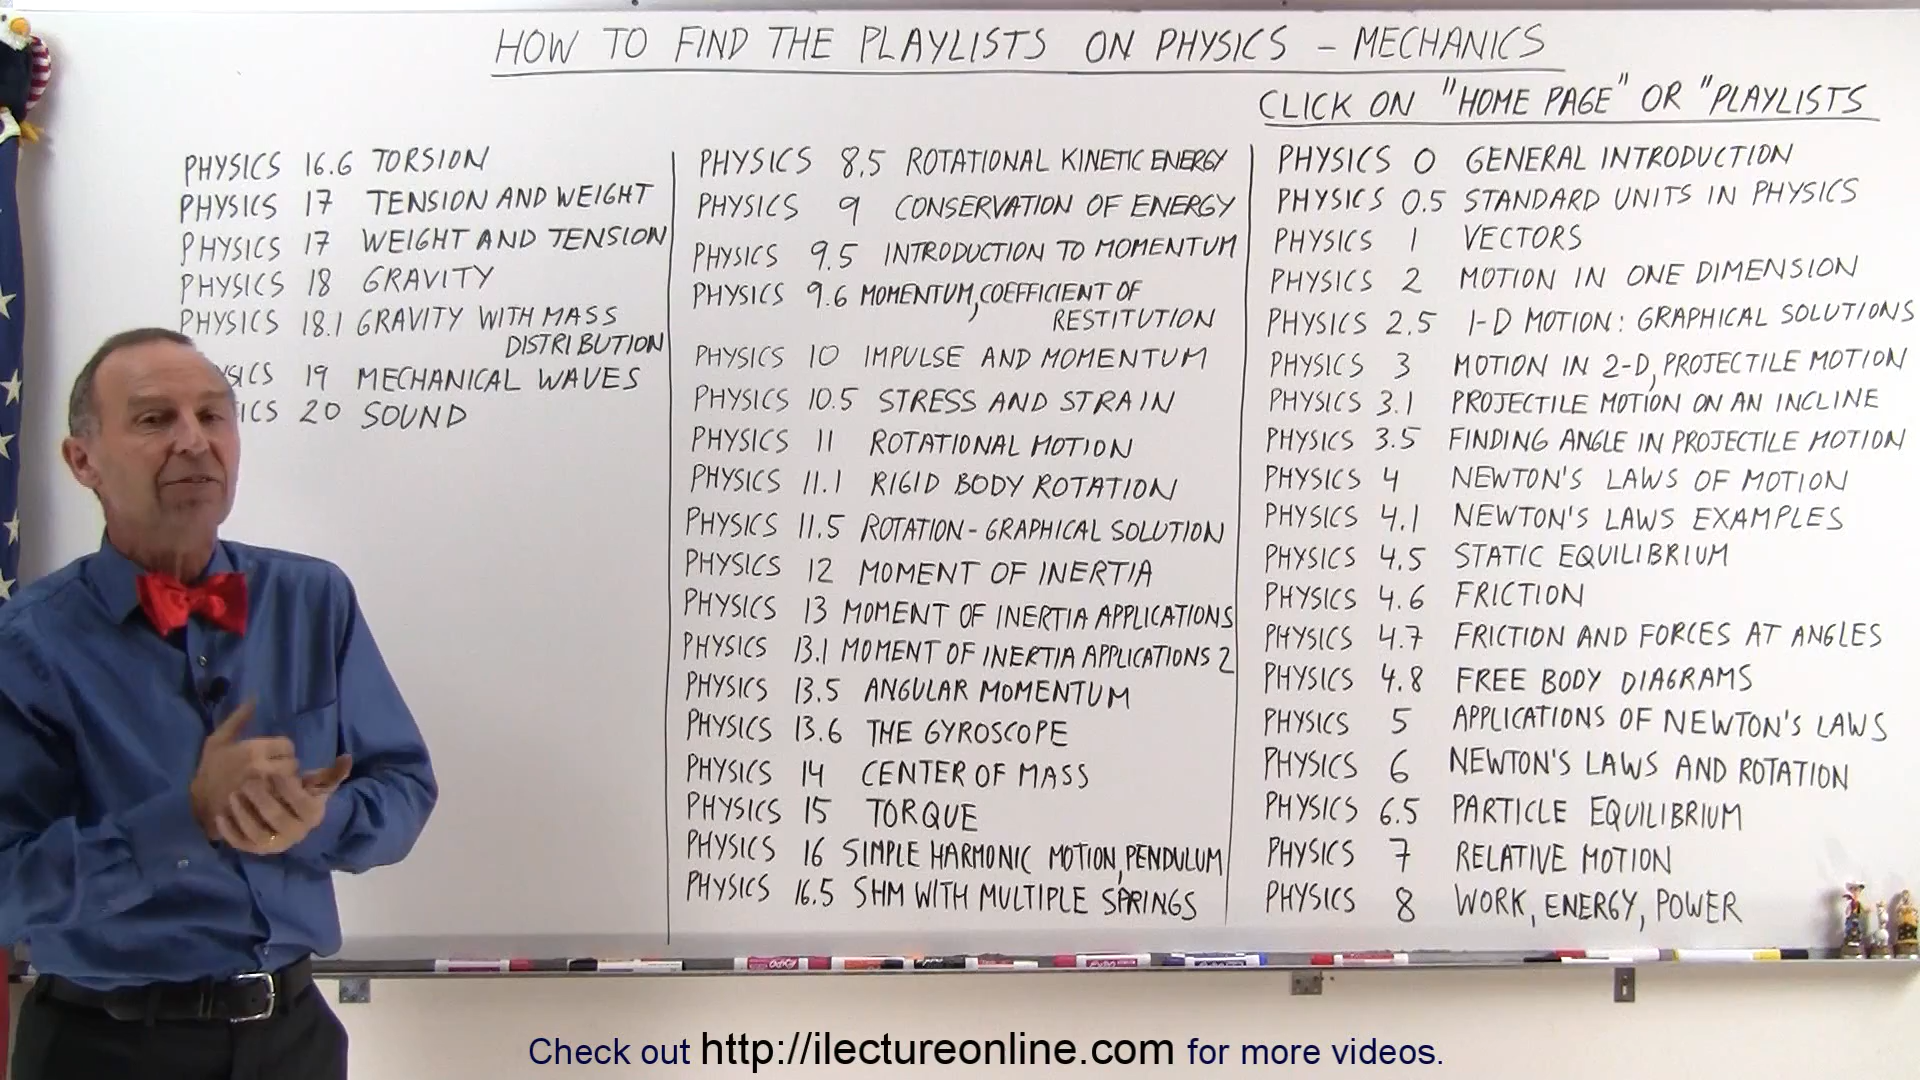 HOW TO FIND THE PLAYLISTS ON PHYSICS - MECHANICS
CLICK ON "HOME PAGE" OR "PLAYLISTS
PHYSICS 16.6 TORSION
PHYSICS 17 TENSION AND WEIGHT
PHYSICS 17 WEIGHT AND TENSION
PHYSICS 18 GRAVITY
PHYSICS 18.1 GRAVITY WITH MASS
DISTRIBUTION
SICS 19 MECHANICAL WAVES
ICS 20 SOUND
PHYSICS 8.5 ROTATIONAL KINETIC ENERGY
PHYSICS 9 CONSERVATION OF ENERGY
PHYSICS 9.5 INTRODUCTION TO MOMENTUM
PHYSICS 9.6 MOMENTUM, COEFFICIENT OF
RESTITUTION
PHYSICS 10 IMPULSE AND MOMENTUM
PHYSICS 10.5 STRESS AND STRAIN
PHYSICS 11 ROTATIONAL MOTION
PHYSICS 11.1 RIGID BODY ROTATION
PHYSICS 11.5 ROTATION - GRAPHICAL SOLUTION
PHYSICS 12 MOMENT OF INERTIA
PHYSICS 13 MOMENT OF INERTIA APPLICATIONS
PHYSICS 13.1 MOMENT OF INERTIA APPLICATIONS 2
PHYSICS 13.5 ANGULAR MOMENTUM
PHYSICS 13.6 THE GYROSCOPE
PHYSICS 14 CENTER OF MASS
PHYSICS 15 TORQUE
PHYSICS 16 SIMPLE HARMONIC MOTION, PENDULUM
PHYSICS 16.5 SHM WITH MULTIPLE SPRINGS
PHYSICS 0 GENERAL INTRODUCTION
PHYSICS 0.5 STANDARD UNITS IN PHYSICS
PHYSICS 1 VECTORS
PHYSICS 2 MOTION IN ONE DIMENSION
PHYSICS 2.5 1-D MOTION: GRAPHICAL SOLUTIONS
PHYSICS 3 MOTION IN 2-D, PROJECTILE MOTION
PHYSICS 3.1 PROJECTILE MOTION ON AN INCLINE
PHYSICS 3.5 FINDING ANGLE IN PROJECTILE MOTION
PHYSICS 4 NEWTON'S LAWS OF MOTION
PHYSICS 4.1 NEWTON'S LAWS EXAMPLES
PHYSICS 4.5 STATIC EQUILIBRIUM
PHYSICS 4.6 FRICTION
PHYSICS 4.7 FRICTION AND FORCES AT ANGLES
PHYSICS 4.8 FREE BODY DIAGRAMS
PHYSICS 5 APPLICATIONS OF NEWTON'S LAWS
PHYSICS 6 NEWTON'S LAWS AND ROTATION
PHYSICS 6.5 PARTICLE EQUILIBRIUM
PHYSICS 7 RELATIVE MOTION
PHYSICS 8 WORK, ENERGY, POWER
Check out http://ilectureonline.com for more videos.